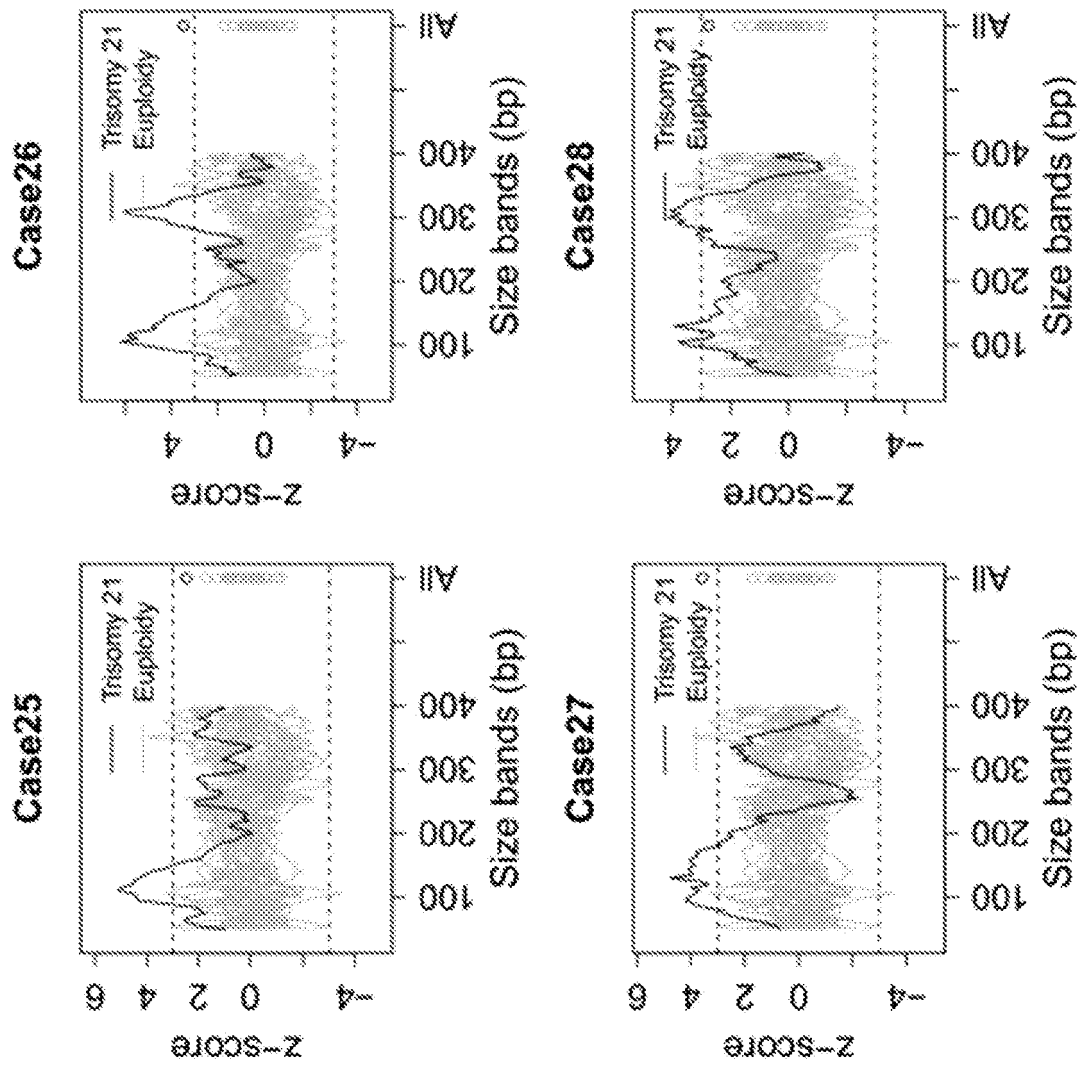 Case25
6
4
2
0
−4
z−score
Trisomy 21
Euploidy
100
200
300
400
All
Size bands (bp)
Case26
4
0
−4
z−score
Trisomy 21
Euploidy
100
200
300
400
All
Size bands (bp)
Case27
6
4
2
0
−4
z−score
Trisomy 21
Euploidy
100
200
300
400
All
Size bands (bp)
Case28
4
2
0
−4
z−score
Trisomy 21
Euploidy
100
200
300
400
All
Size bands (bp)